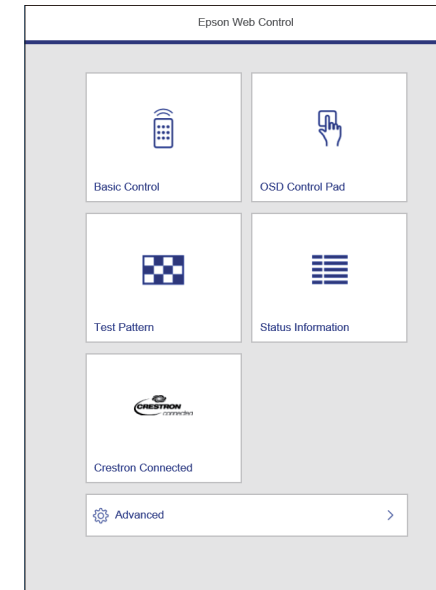 Epson Web Control
Basic Control
OSD Control Pad
Test Pattern
Status Information
CRESTRON
connected
Crestron Connected
Advanced